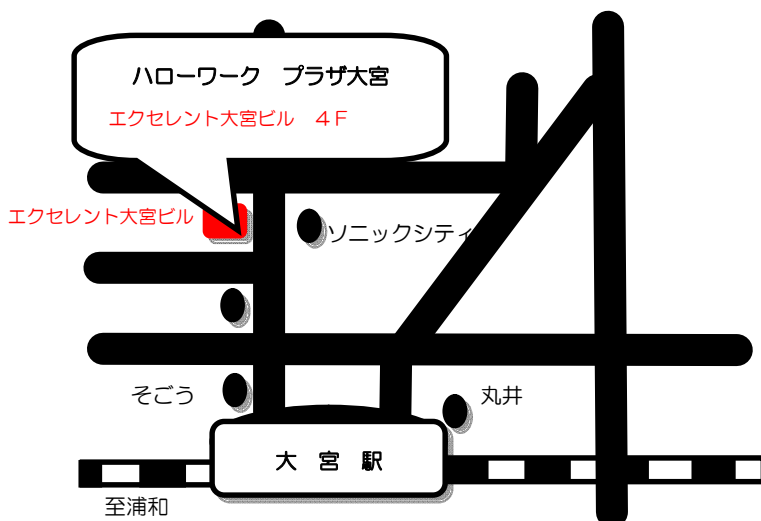 ハローワーク　プラザ大宮
エクセレント大宮ビル　４Ｆ
エクセレント大宮ビル
ソニックシティ
そごう
丸井
大　宮　駅
至浦和